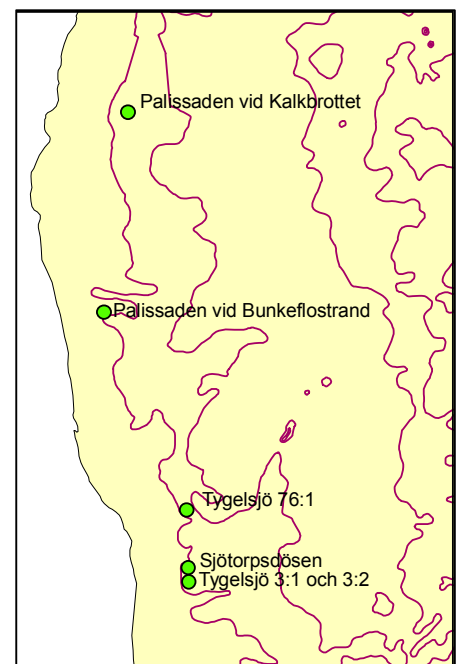 Palissaden vid Kalkbrottet
Palissaden vid Bunkeflostrand
Tygelsjö 76:1
Sjötorpsdösen
Tygelsjö 3:1 och 3:2